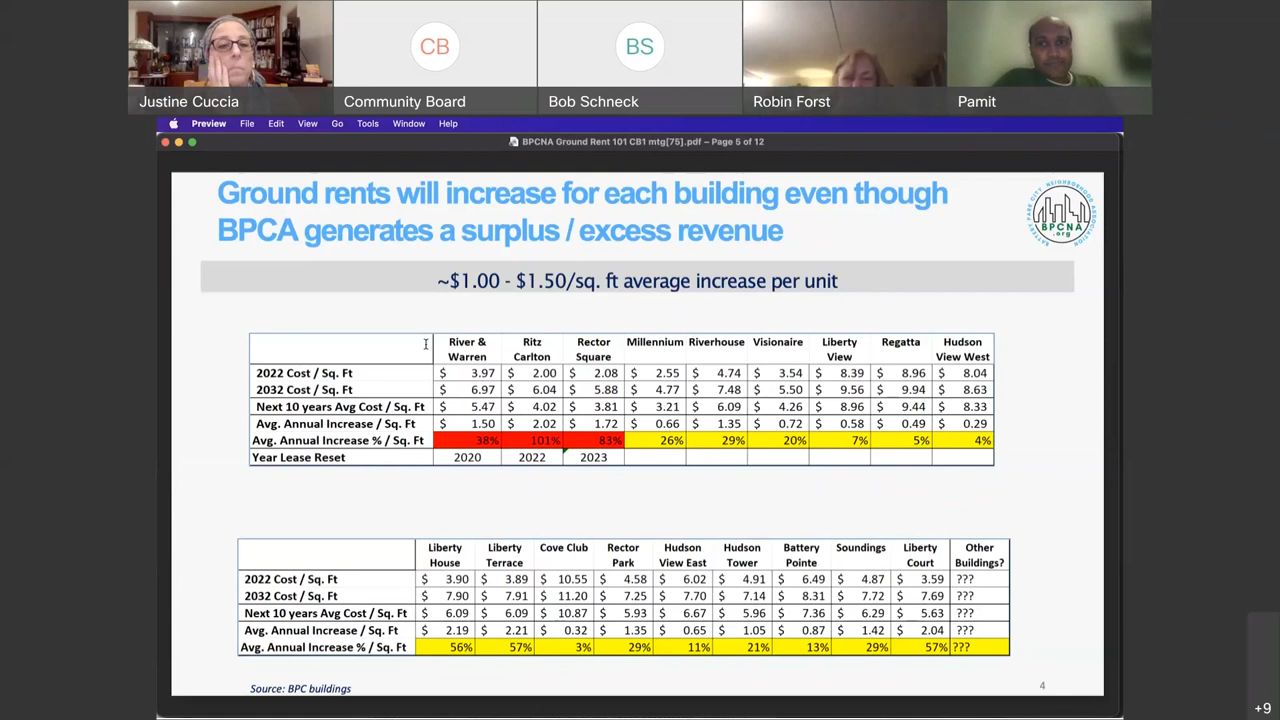 CB
BS
Justine Cuccia
Community Board
Bob Schneck
Robin Forst
Pamit
Preview File Edit View Go Tools Window Help
BPCNA Ground Rent 101 CB1 mtg[75].pdf – Page 5 of 12
Ground rents will increase for each building even though
BPCA generates a surplus / excess revenue
BATTERY PARK CITY NEIGHBORHOOD ASSOCIATION
BPCNA
.org
~$1.00 - $1.50/sq. ft average increase per unit
River & Warren Ritz Carlton Rector Square Millennium Riverhouse Visionaire Liberty View Regatta Hudson View West
2022 Cost / Sq. Ft $ 3.97 $ 2.00 $ 2.08 $ 2.55 $ 4.74 $ 3.54 $ 8.39 $ 8.96 $ 8.04
2032 Cost / Sq. Ft $ 6.97 $ 6.04 $ 5.88 $ 4.77 $ 7.48 $ 5.50 $ 9.56 $ 9.94 $ 8.63
Next 10 years Avg Cost / Sq. Ft $ 5.47 $ 4.02 $ 3.81 $ 3.21 $ 6.09 $ 4.26 $ 8.96 $ 9.44 $ 8.33
Avg. Annual Increase / Sq. Ft $ 1.50 $ 2.02 $ 1.72 $ 0.66 $ 1.35 $ 0.72 $ 0.58 $ 0.49 $ 0.29
Avg. Annual Increase % / Sq. Ft 38% 101% 83% 26% 29% 20% 7% 5% 4%
Year Lease Reset 2020 2022 2023
Liberty House Liberty Terrace Cove Club Rector Park Hudson View East Hudson Tower Battery Pointe Soundings Liberty Court Other Buildings?
2022 Cost / Sq. Ft $ 3.90 $ 3.89 $ 10.55 $ 4.58 $ 6.02 $ 4.91 $ 6.49 $ 4.87 $ 3.59 ???
2032 Cost / Sq. Ft $ 7.90 $ 7.91 $ 11.20 $ 7.25 $ 7.70 $ 7.14 $ 8.31 $ 7.72 $ 7.69 ???
Next 10 years Avg Cost / Sq. Ft $ 6.09 $ 6.09 $ 10.87 $ 5.93 $ 6.67 $ 5.96 $ 7.36 $ 6.29 $ 5.63 ???
Avg. Annual Increase / Sq. Ft $ 2.19 $ 2.21 $ 0.32 $ 1.35 $ 0.65 $ 1.05 $ 0.87 $ 1.42 $ 2.04 ???
Avg. Annual Increase % / Sq. Ft 56% 57% 3% 29% 11% 21% 13% 29% 57% ???
Source: BPC buildings
4
+9